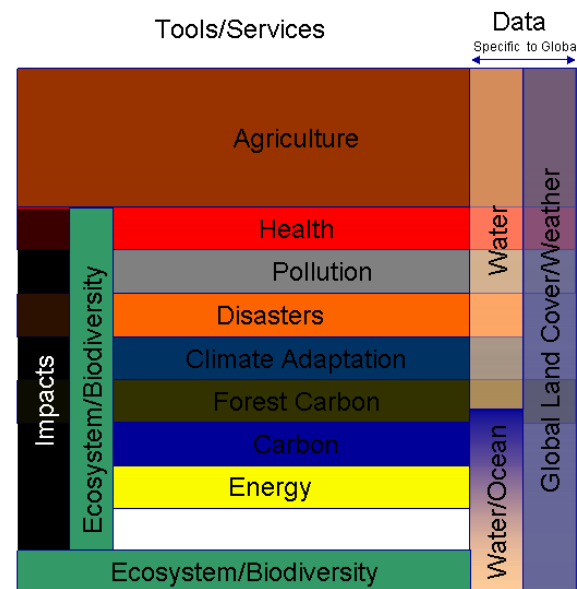 Tools/Services
Data
Specific to Globa
Agriculture
Health
Pollution
Disasters
Climate Adaptation
Forest Carbon
Carbon
Energy
Ecosystem/Biodiversity
Impacts
Ecosystem/Biodiversity
Water
Water/Ocean
Global Land Cover/Weather